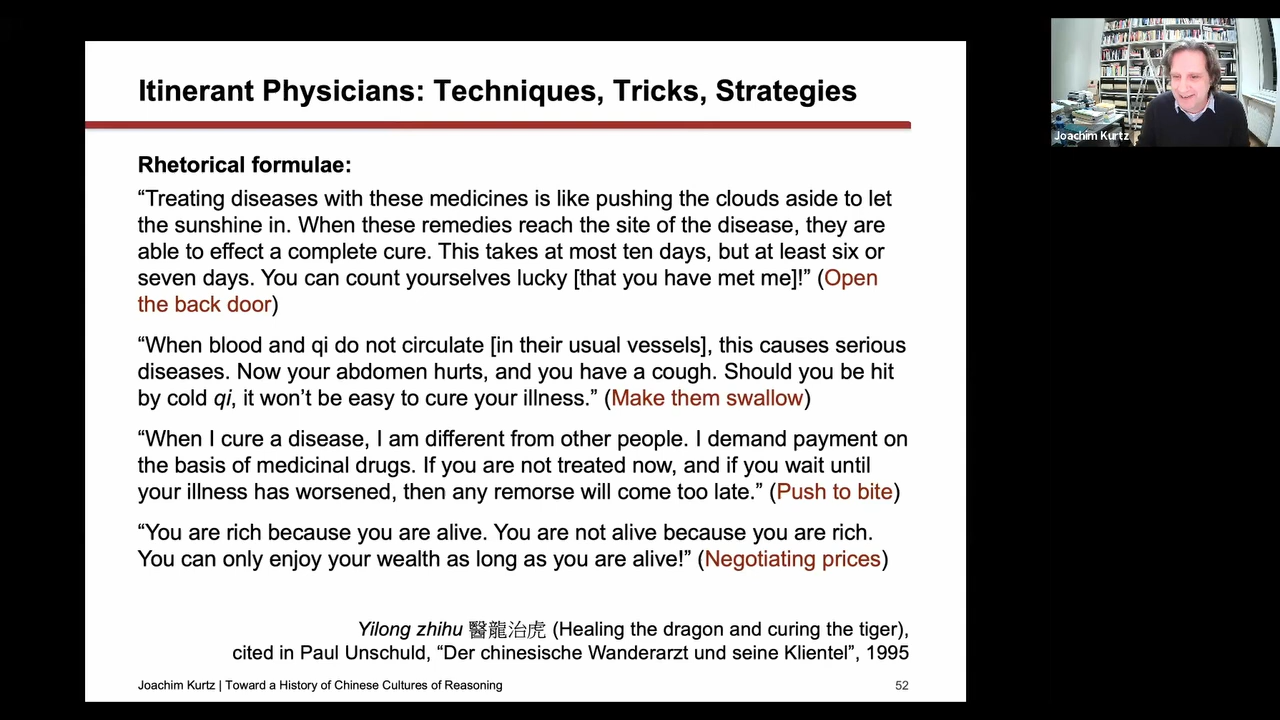 Itinerant Physicians: Techniques, Tricks, Strategies
Rhetorical formulae:
“Treating diseases with these medicines is like pushing the clouds aside to let
the sunshine in. When these remedies reach the site of the disease, they are
able to effect a complete cure. This takes at most ten days, but at least six or
seven days. You can count yourselves lucky [that you have met me]!” (Open
the back door)
“When blood and qi do not circulate [in their usual vessels], this causes serious
diseases. Now your abdomen hurts, and you have a cough. Should you be hit
by cold qi, it won’t be easy to cure your illness.” (Make them swallow)
“When I cure a disease, I am different from other people. I demand payment on
the basis of medicinal drugs. If you are not treated now, and if you wait until
your illness has worsened, then any remorse will come too late.” (Push to bite)
“You are rich because you are alive. You are not alive because you are rich.
You can only enjoy your wealth as long as you are alive!” (Negotiating prices)
Yilong zhihu 醫龍治虎 (Healing the dragon and curing the tiger),
cited in Paul Unschuld, “Der chinesische Wanderarzt und seine Klientel”, 1995
Joachim Kurtz | Toward a History of Chinese Cultures of Reasoning
52
Joachim Kurtz